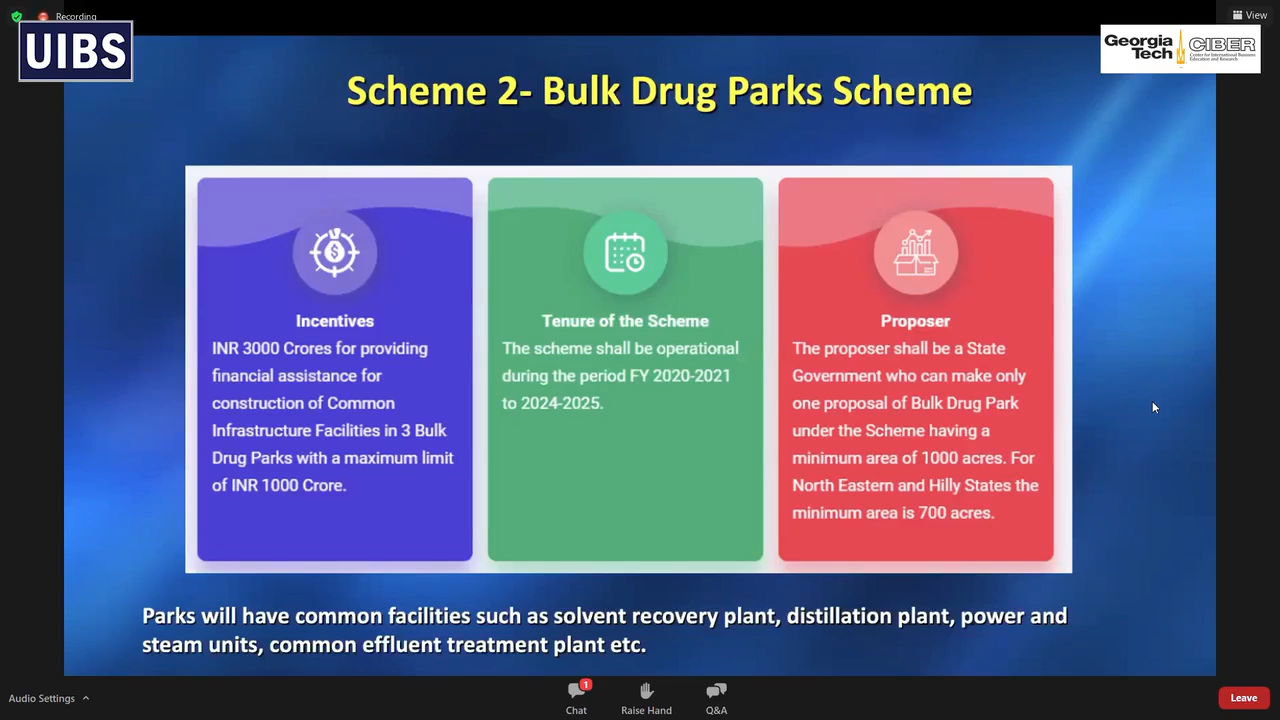 Recording
View
UIBS
Georgia
Tech
CIBER
Center for International Business
Education and Research
Scheme 2- Bulk Drug Parks Scheme
Incentives
INR 3000 Crores for providing
financial assistance for
construction of Common
Infrastructure Facilities in 3 Bulk
Drug Parks with a maximum limit
of INR 1000 Crore.
Tenure of the Scheme
The scheme shall be operational
during the period FY 2020-2021
to 2024-2025.
Proposer
The proposer shall be a State
Government who can make only
one proposal of Bulk Drug Park
under the Scheme having a
minimum area of 1000 acres. For
North Eastern and Hilly States the
minimum area is 700 acres.
Parks will have common facilities such as solvent recovery plant, distillation plant, power and
steam units, common effluent treatment plant etc.
Audio Settings
1
Chat
Raise Hand
Q&A
Leave